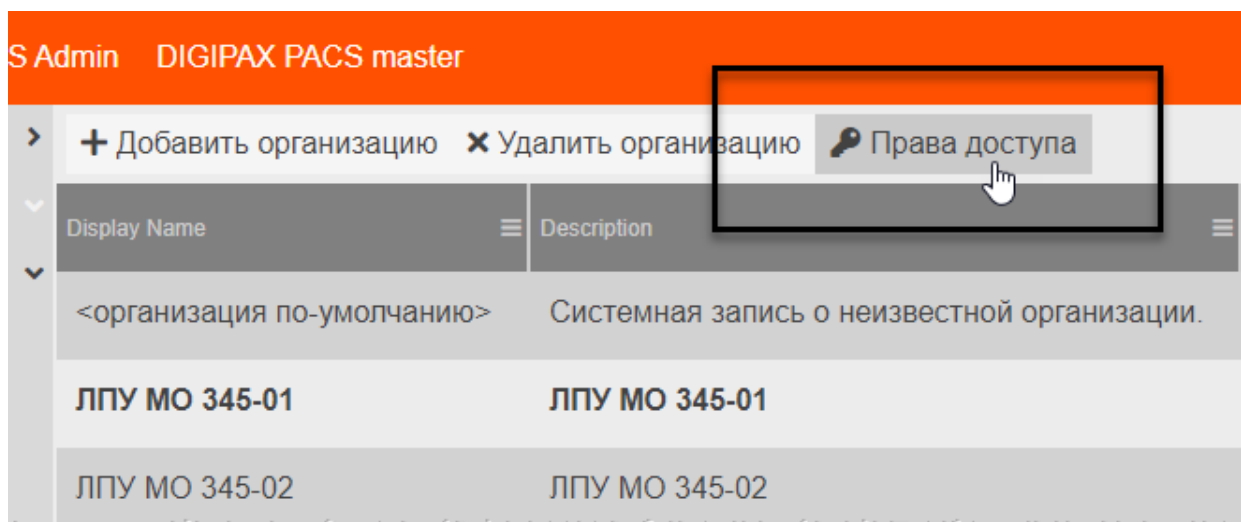 S Admin DIGIPAX PACS master
Добавить организацию Удалить организацию Права доступа
Display Name Description
<организация по-умолчанию> Системная запись о неизвестной организации.
ЛПУ МО 345-01 ЛПУ МО 345-01
ЛПУ МО 345-02 ЛПУ МО 345-02